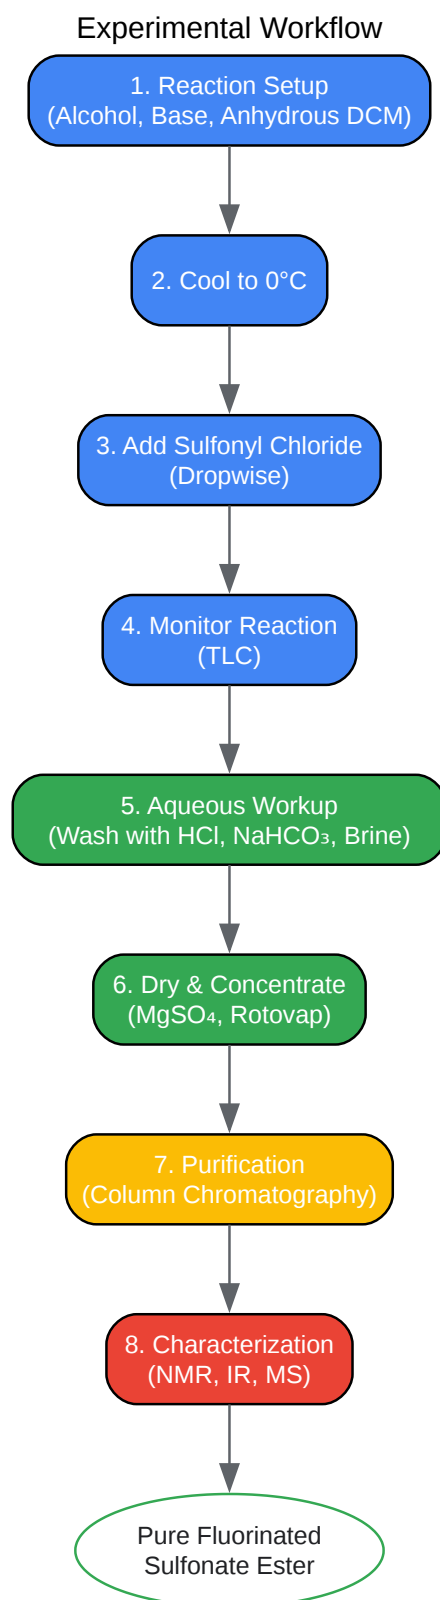 Experimental Workflow
1. Reaction Setup
(Alcohol, Base, Anhydrous DCM)
2. Cool to 0°C
3. Add Sulfonyl Chloride
(Dropwise)
4. Monitor Reaction
(TLC)
5. Aqueous Workup
(Wash with HCl, NaHCO₃, Brine)
6. Dry & Concentrate
(MgSO₄, Rotovap)
7. Purification
(Column Chromatography)
8. Characterization
(NMR, IR, MS)
Pure Fluorinated
Sulfonate Ester